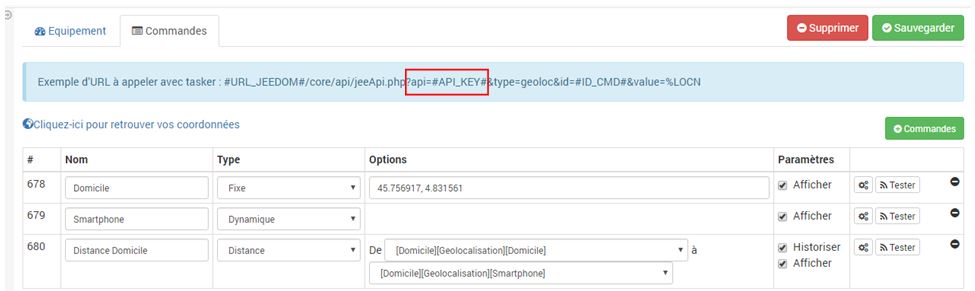 Equipement
Commandes
Supprimer
Sauvegarder
Exemple d'URL à appeler avec tasker : #URL_JEEDOM#/core/api/jeeApi.php?api=#API_KEY#&type=geoloc&id=#ID_CMD#&value=%LOCN
Cliquez-ici pour retrouver vos coordonnées
Commandes
# Nom Type Options Paramètres
678 Domicile Fixe 45.756917, 4.831561 Afficher Tester
679 Smartphone Dynamique Afficher Tester
680 Distance Domicile Distance De [Domicile][Geolocalisation][Domicile] à Historiser Tester
[Domicile][Geolocalisation][Smartphone] Afficher